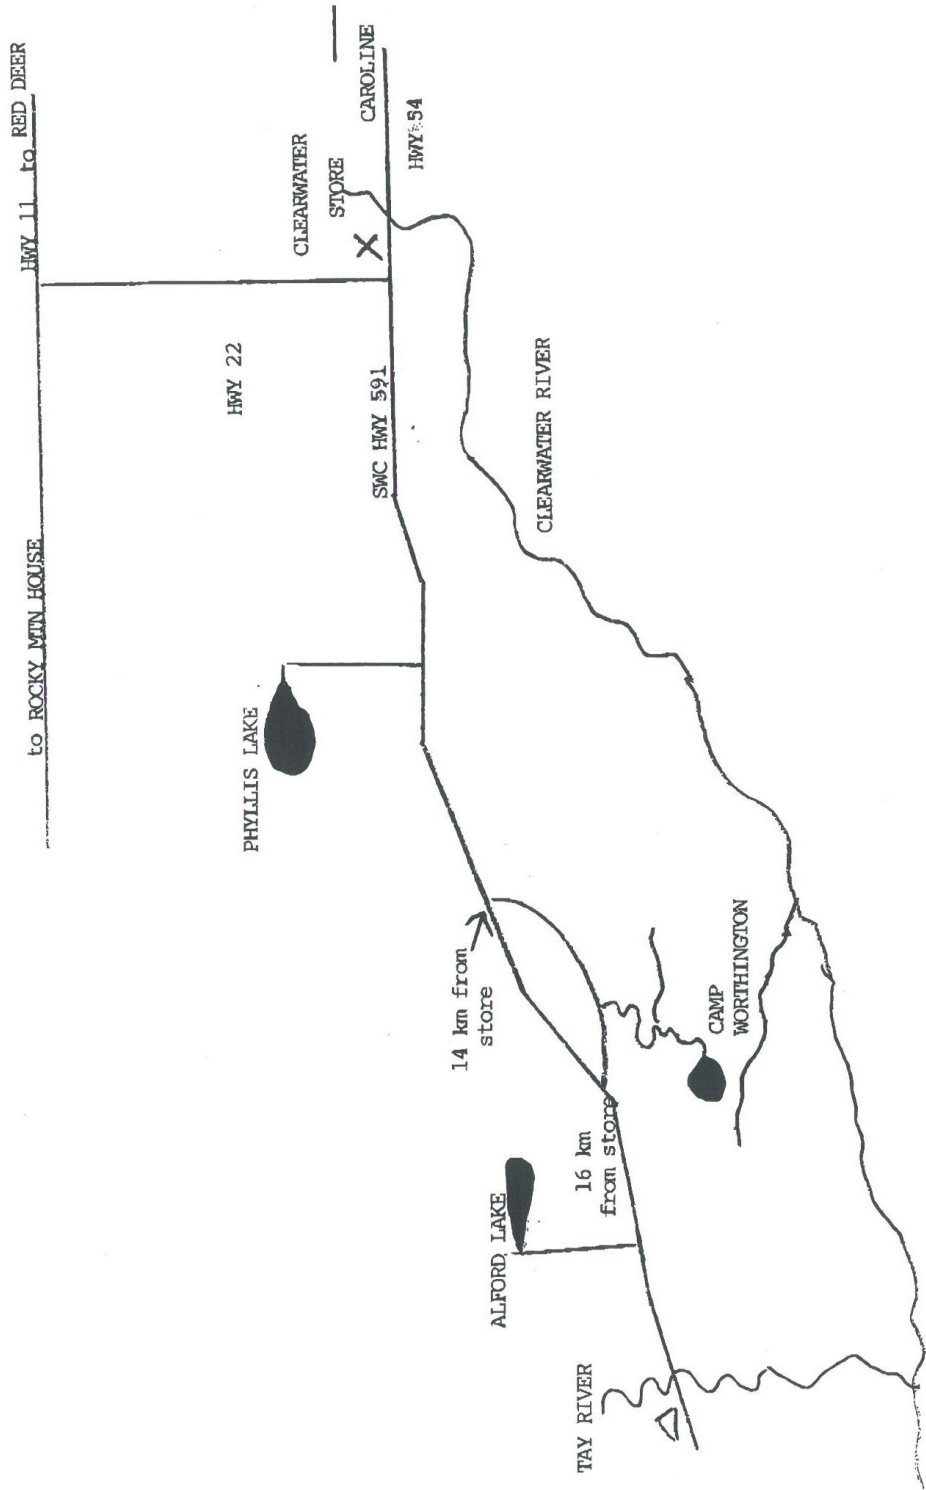 to ROCKY MTN HOUSE
HWY 11 to RED DEER
HWY 22
CLEARWATER
STORE
X
CAROLINE
SWC HWY 591
HWY 54
PHYLLIS LAKE
CLEARWATER RIVER
14 km from
store
ALFORD LAKE
16 km
from store
CAMP
WORTHINGTON
TAY RIVER